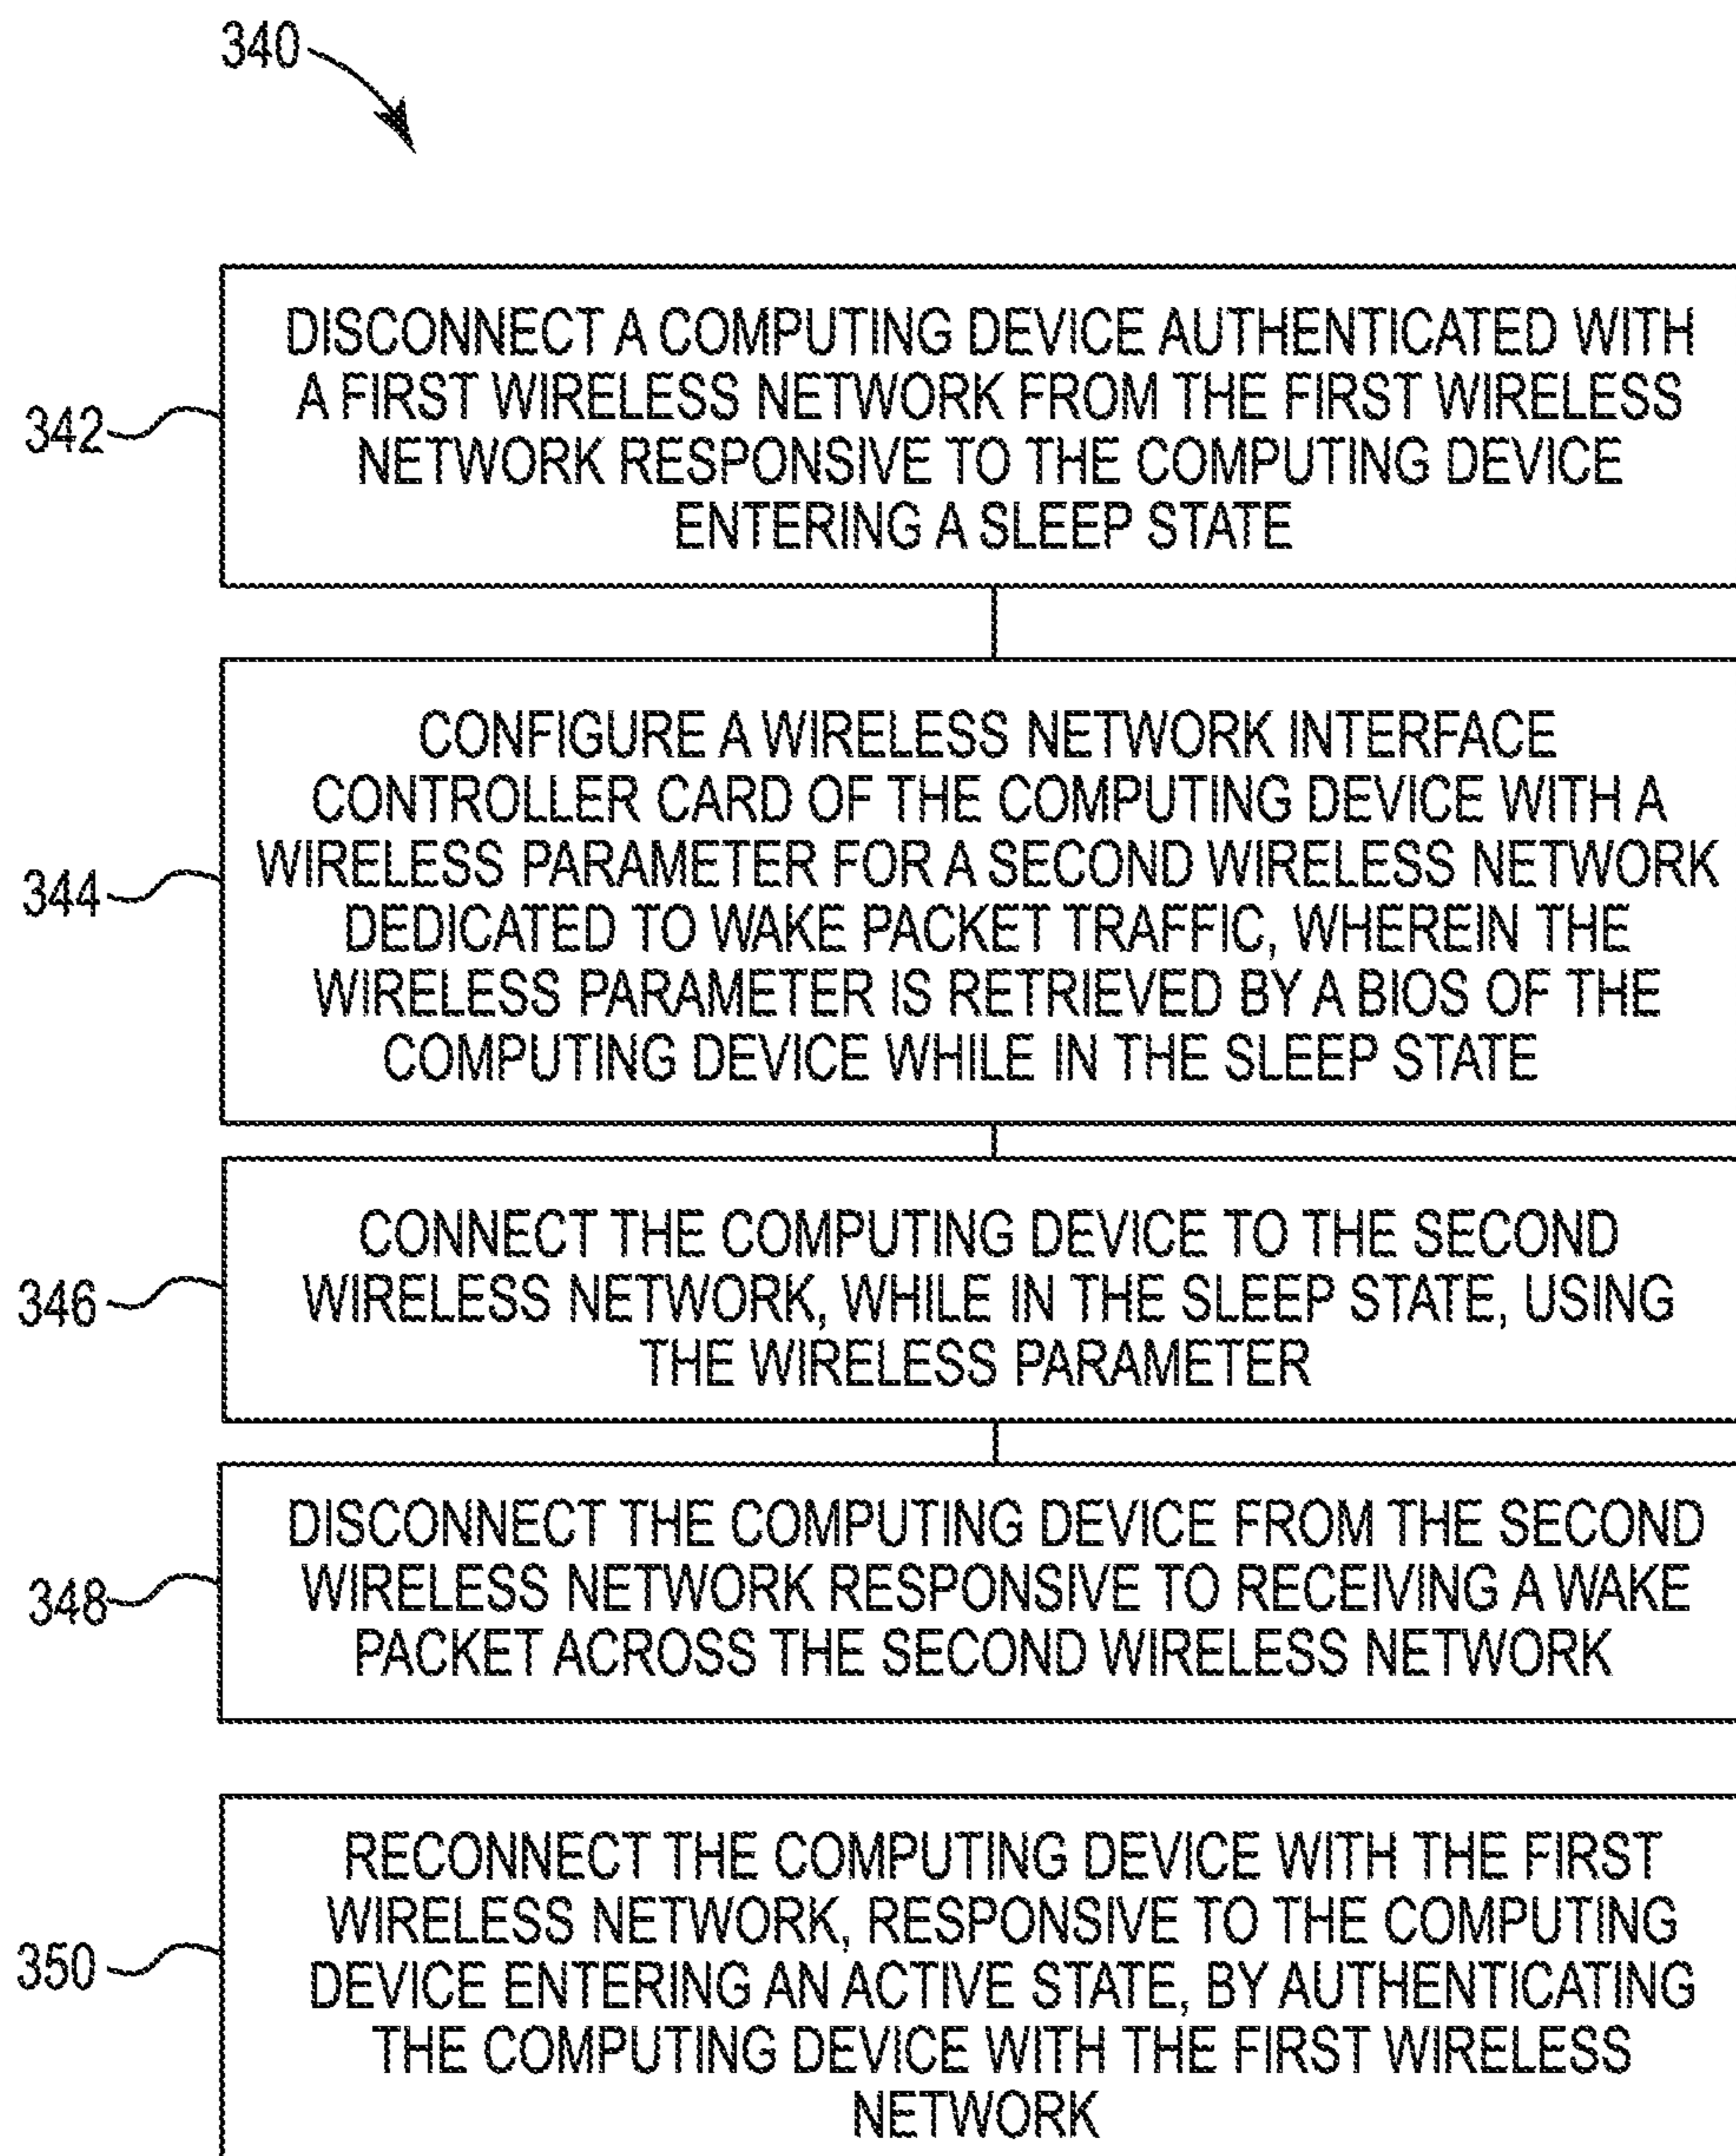 340
342
DISCONNECT A COMPUTING DEVICE AUTHENTICATED WITH
A FIRST WIRELESS NETWORK FROM THE FIRST WIRELESS
NETWORK RESPONSIVE TO THE COMPUTING DEVICE
ENTERING A SLEEP STATE
344
CONFIGURE A WIRELESS NETWORK INTERFACE
CONTROLLER CARD OF THE COMPUTING DEVICE WITH A
WIRELESS PARAMETER FOR A SECOND WIRELESS NETWORK
DEDICATED TO WAKE PACKET TRAFFIC, WHEREIN THE
WIRELESS PARAMETER IS RETRIEVED BY A BIOS OF THE
COMPUTING DEVICE WHILE IN THE SLEEP STATE
346
CONNECT THE COMPUTING DEVICE TO THE SECOND
WIRELESS NETWORK, WHILE IN THE SLEEP STATE, USING
THE WIRELESS PARAMETER
348
DISCONNECT THE COMPUTING DEVICE FROM THE SECOND
WIRELESS NETWORK RESPONSIVE TO RECEIVING A WAKE
PACKET ACROSS THE SECOND WIRELESS NETWORK
350
RECONNECT THE COMPUTING DEVICE WITH THE FIRST
WIRELESS NETWORK, RESPONSIVE TO THE COMPUTING
DEVICE ENTERING AN ACTIVE STATE, BY AUTHENTICATING
THE COMPUTING DEVICE WITH THE FIRST WIRELESS
NETWORK